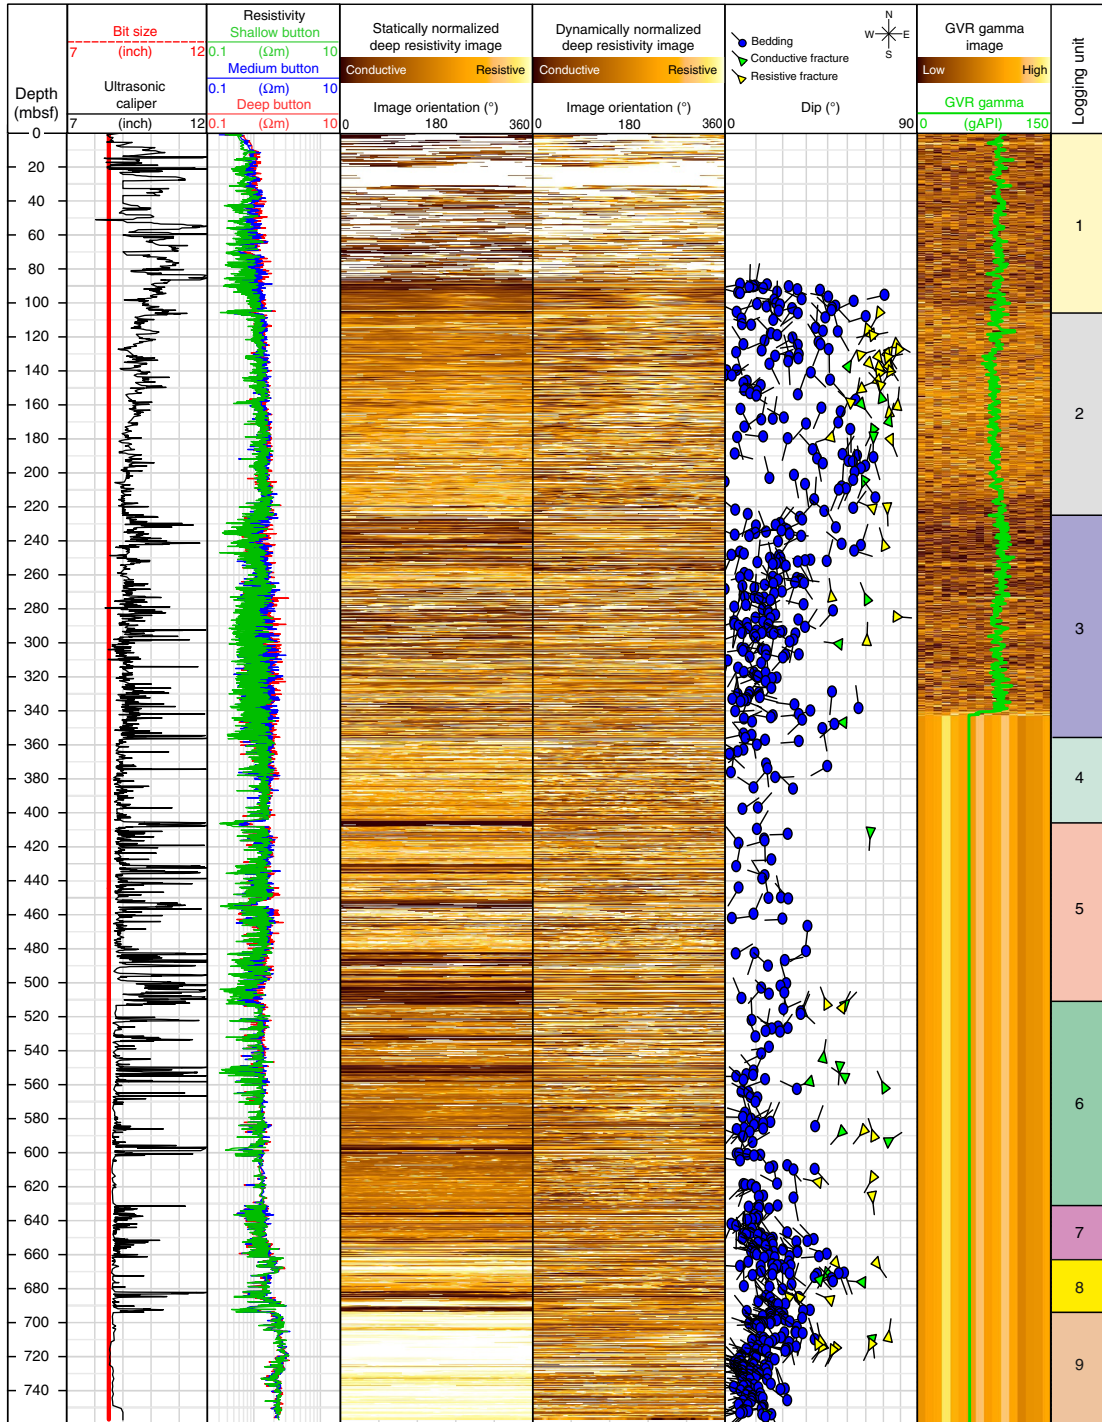 Depth
(mbsf)
Bit size
7 (inch) 12
Ultrasonic
caliper
7 (inch) 12
Resistivity
Shallow button
0.1 (Ωm) 10
Medium button
0.1 (Ωm) 10
Deep button
0.1 (Ωm) 10
Statically normalized
deep resistivity image
Conductive Resistive
Image orientation (°)
0 180 360
Dynamically normalized
deep resistivity image
Conductive Resistive
Image orientation (°)
0 180 360
Bedding
Conductive fracture
Resistive fracture
N
W E
S
Dip (°)
0 90
GVR gamma
image
Low High
GVR gamma
0 (gAPI) 150
Logging unit
0
20
40
60
80
100
120
140
160
180
200
220
240
260
280
300
320
340
360
380
400
420
440
460
480
500
520
540
560
580
600
620
640
660
680
700
720
740
1
2
3
4
5
6
7
8
9